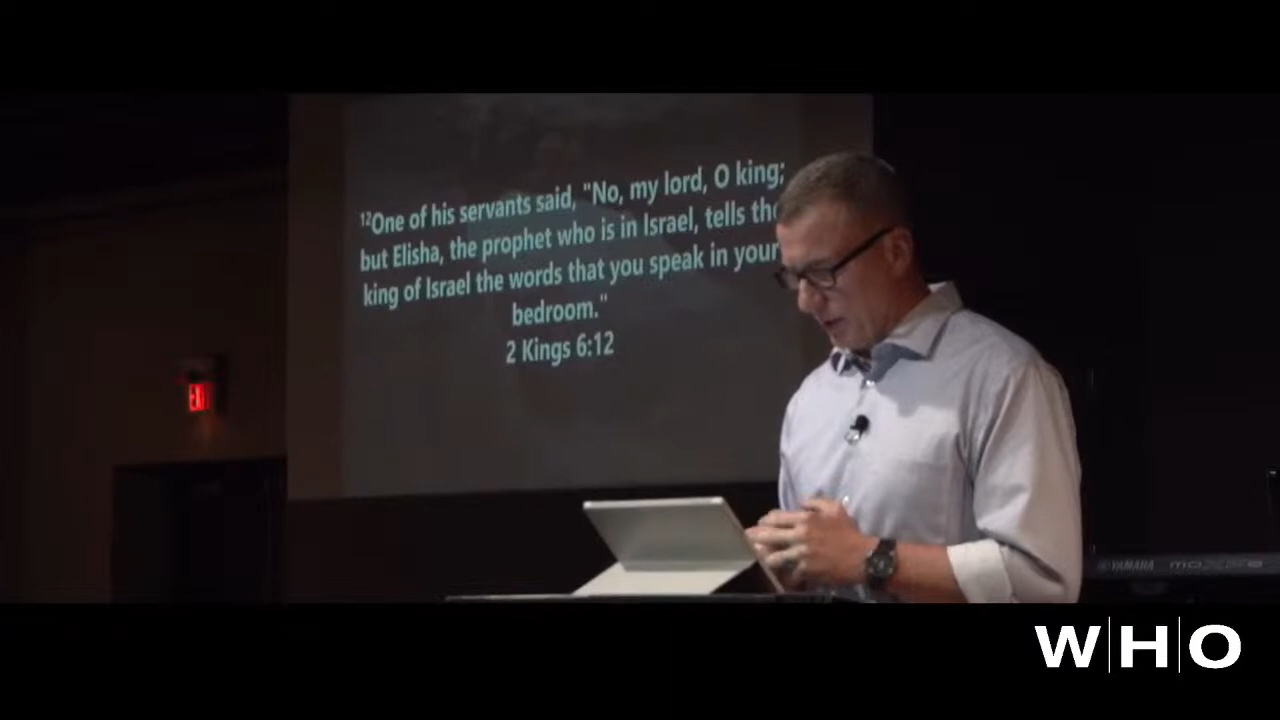 ¹²One of his servants said, "No, my lord, O king;
but Elisha, the prophet who is in Israel, tells the
king of Israel the words that you speak in your
bedroom."
2 Kings 6:12
EXIT
YAMAHA
W|H|O